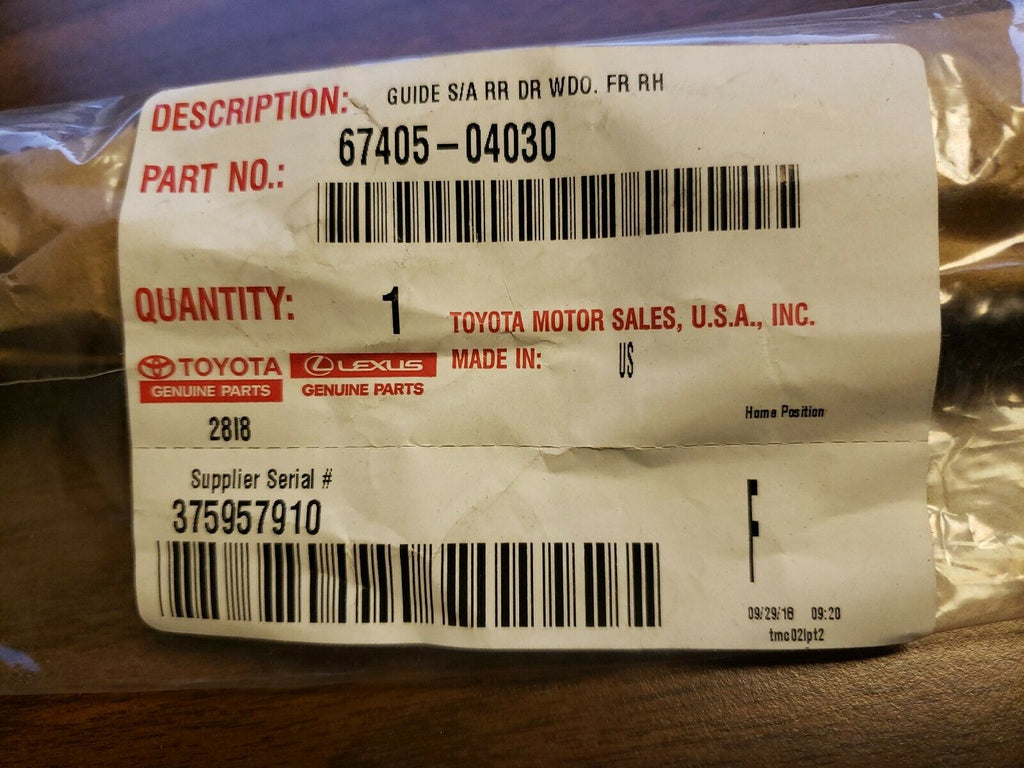 DESCRIPTION: GUIDE S/A RR DR WDO. FR RH
PART NO.: 67405-04030
QUANTITY: 1
TOYOTA MOTOR SALES, U.S.A., INC.
MADE IN: US
TOYOTA
GENUINE PARTS
LEXUS
GENUINE PARTS
2818
Home Position
Supplier Serial #
375957910
F
09/29/16 09:20
tmc02lpt2